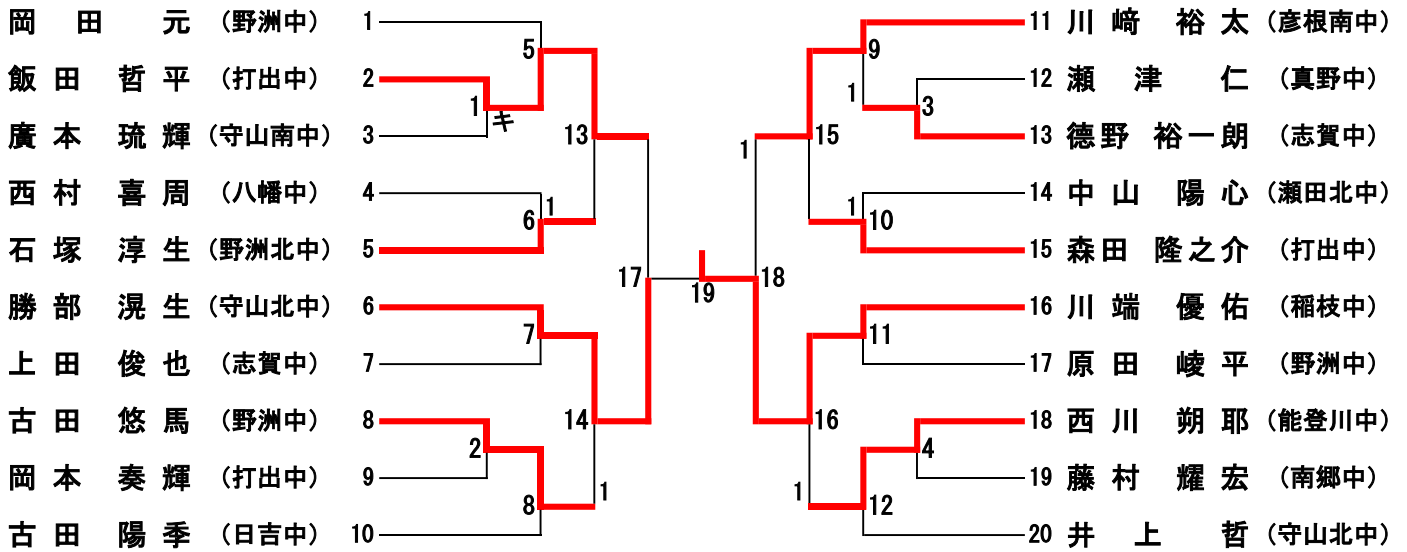 岡田 元 (野洲中) 1
飯田 哲平 (打出中) 2
廣本 琉輝 (守山南中) 3
西村 喜周 (八幡中) 4
石塚 淳生 (野洲北中) 5
勝部 滉生 (守山北中) 6
上田 俊也 (志賀中) 7
古田 悠馬 (野洲中) 8
岡本 奏輝 (打出中) 9
古田 陽季 (日吉中) 10
5
1
キ
13
1
6
17
7
14
2
8
1
19
9
1
3
15
1
1
10
18
11
16
4
1
12
11 川﨑 裕太 (彦根南中)
12 瀬津 仁 (真野中)
13 德野 裕一朗 (志賀中)
14 中山 陽心 (瀬田北中)
15 森田 隆之介 (打出中)
16 川端 優佑 (稲枝中)
17 原田 崚平 (野洲中)
18 西川 朔耶 (能登川中)
19 藤村 耀宏 (南郷中)
20 井上 哲 (守山北中)